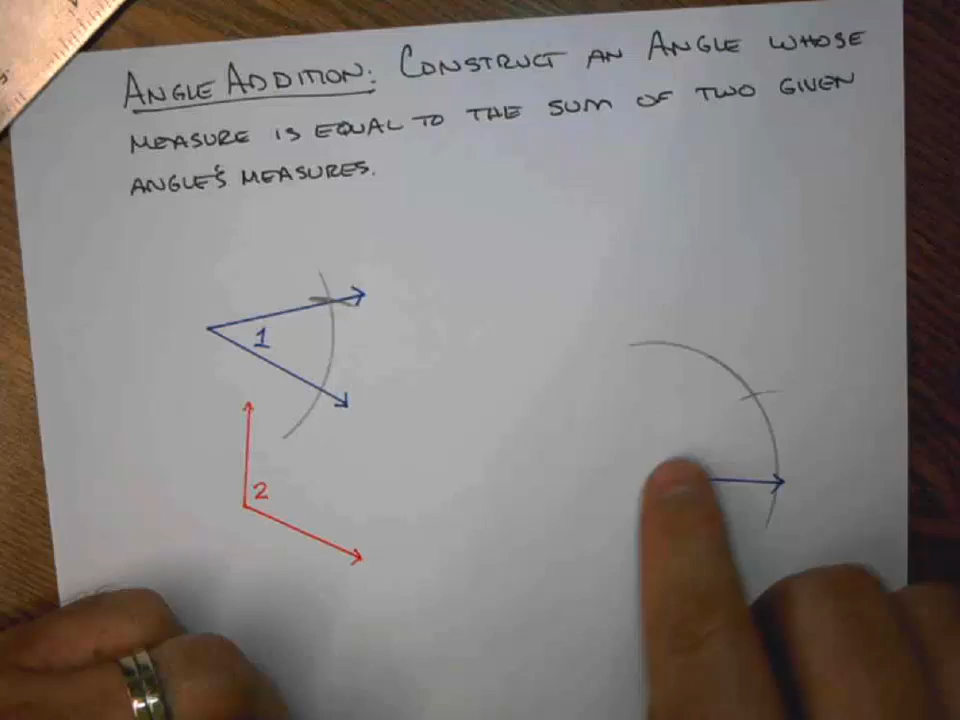 ANGLE ADDITION: CONSTRUCT AN ANGLE WHOSE
MEASURE IS EQUAL TO THE SUM OF TWO GIVEN
ANGLE'S MEASURES.
1
2